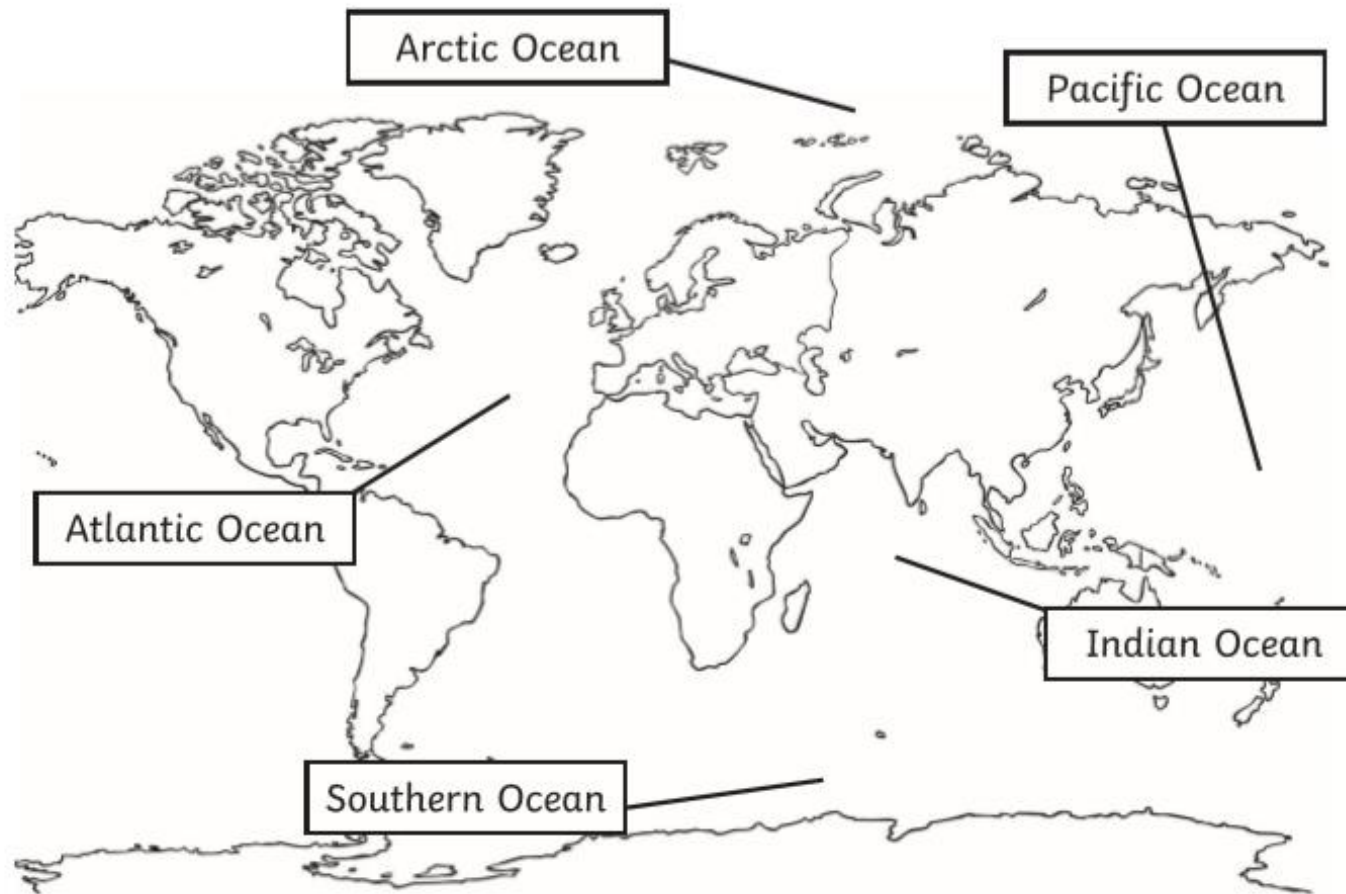 Arctic Ocean
Pacific Ocean
Atlantic Ocean
Indian Ocean
Southern Ocean